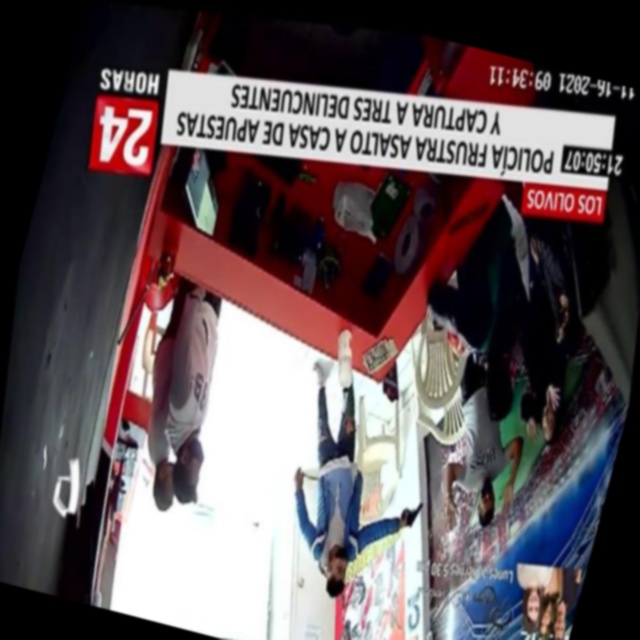 11-16-2021 09:34:11
LOS OLIVOS
21:50:07
POLICÍA FRUSTRA ASALTO A CASA DE APUESTAS
Y CAPTURA A TRES DELINCUENTES
24
HORAS